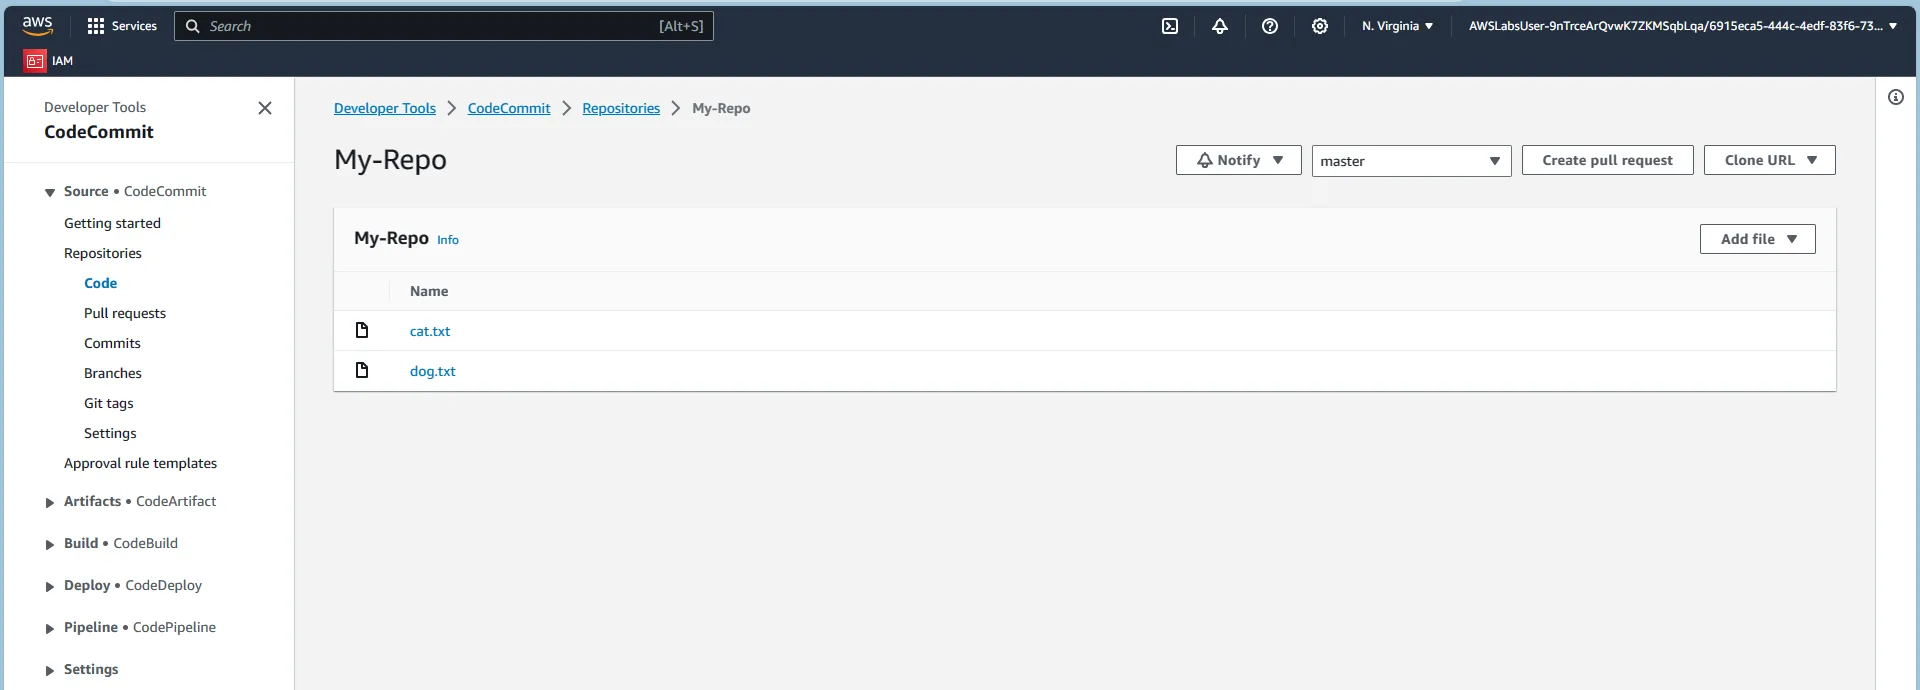 aws
Services
Search [Alt+S]
N. Virginia
AWSLabsUser-9nTrceArQvwK7ZKMSqbLqa/6915eca5-444c-4edf-83f6-73...
IAM
Developer Tools
CodeCommit
Source • CodeCommit
Getting started
Repositories
Code
Pull requests
Commits
Branches
Git tags
Settings
Approval rule templates
Artifacts • CodeArtifact
Build • CodeBuild
Deploy • CodeDeploy
Pipeline • CodePipeline
Settings
Developer Tools > CodeCommit > Repositories > My-Repo
My-Repo
Notify
master
Create pull request
Clone URL
My-Repo Info
Add file
Name
cat.txt
dog.txt